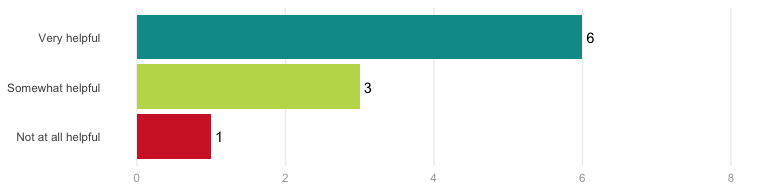 Very helpful 6
Somewhat helpful 3
Not at all helpful 1
0 2 4 6 8